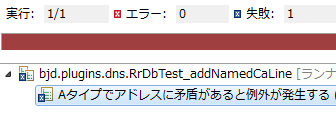 実行: 1/1 エラー: 0 失敗: 1
bjd.plugins.dns.RrDbTest_addNamedCaLine [ランナ
Aタイプでアドレスに矛盾があると例外が発生する (